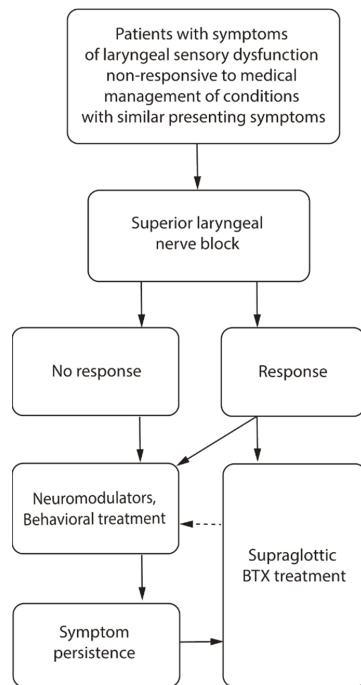 Patients with symptoms
of laryngeal sensory dysfunction
non-responsive to medical
management of conditions
with similar presenting symptoms
Superior laryngeal
nerve block
No response
Response
Neuromodulators,
Behavioral treatment
Supraglottic
BTX treatment
Symptom
persistence